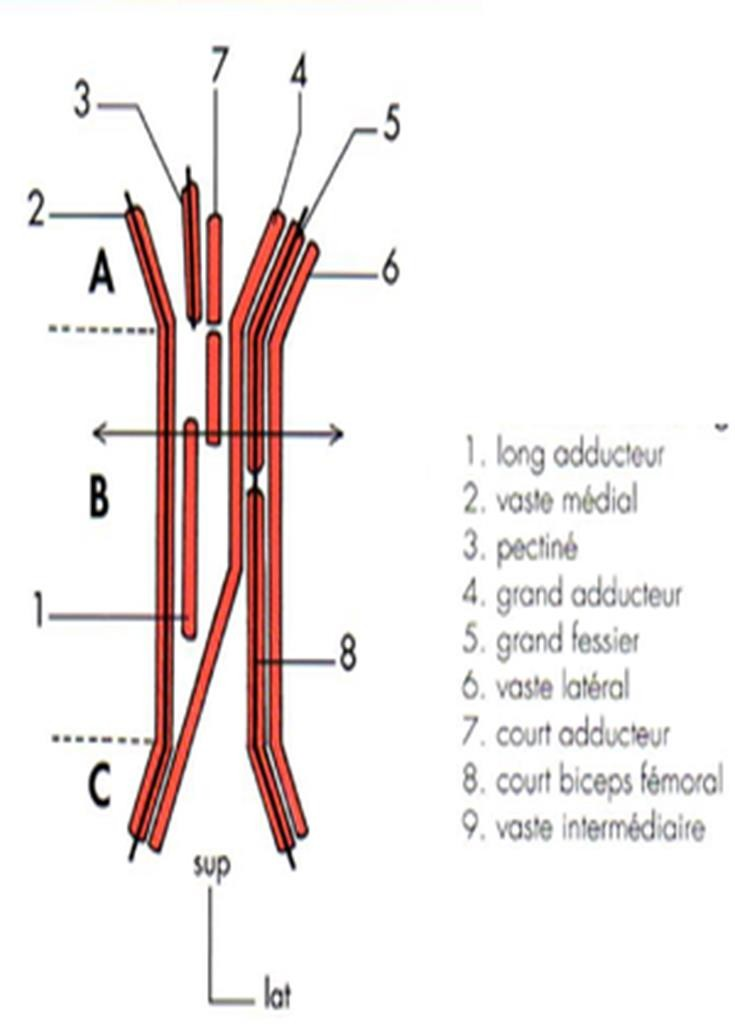 7
4
3
5
2
A
6
B
1
8
C
sup
lat
1. long adducteur
2. vaste médial
3. pectiné
4. grand adducteur
5. grand fessier
6. vaste latéral
7. court adducteur
8. court biceps fémoral
9. vaste intermédiaire